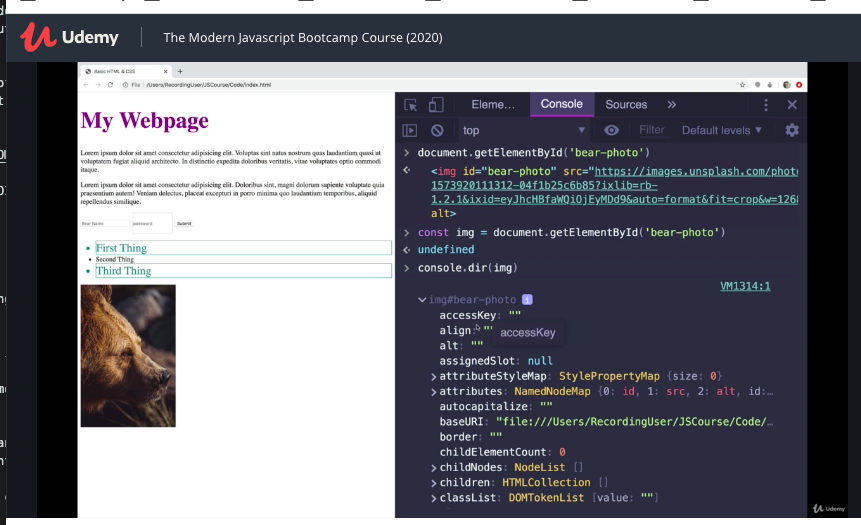 Udemy
The Modern Javascript Bootcamp Course (2020)
Basic HTML & CSS
File | /Users/RecordingUser/JSCourse/Code/index.html
My Webpage
Lorem ipsum dolor sit amet consectetur adipisicing elit. Voluptas sint natus nostrum quas laudantium quasi ut
voluptatem fugiat aliquid architecto. In distinctio expedita doloribus veritatis, vitae voluptates optio commodi
itaque.
Lorem ipsum dolor sit amet consectetur adipisicing elit. Doloribus sint, magni dolorum sapiente voluptate quia
praesentium autem! Veniam delectus, placeat excepturi in porro minima quo laudantium temporibus, aliquid
repellendus similique.
Bear Name password Submit
First Thing
Second Thing
Third Thing
Eleme… Console Sources »
top Filter Default levels
> document.getElementById('bear-photo')
<img id="bear-photo" src="https://images.unsplash.com/photo
1573920111312-04f1b25c6b85?ixlib=rb-
1.2.1&ixid=eyJhcHBfaWQiOjEyMDd9&auto=format&fit=crop&w=1268
alt>
> const img = document.getElementById('bear-photo')
undefined
> console.dir(img)
VM1314:1
img#bear-photo i
accessKey: ""
align: ""
accessKey
alt: ""
assignedSlot: null
attributeStyleMap: StylePropertyMap {size: 0}
attributes: NamedNodeMap {0: id, 1: src, 2: alt, id:…
autocapitalize: ""
baseURI: "file:///Users/RecordingUser/JSCourse/Code/…
border: ""
childElementCount: 0
childNodes: NodeList []
children: HTMLCollection []
classList: DOMTokenList [value: ""]
Udemy